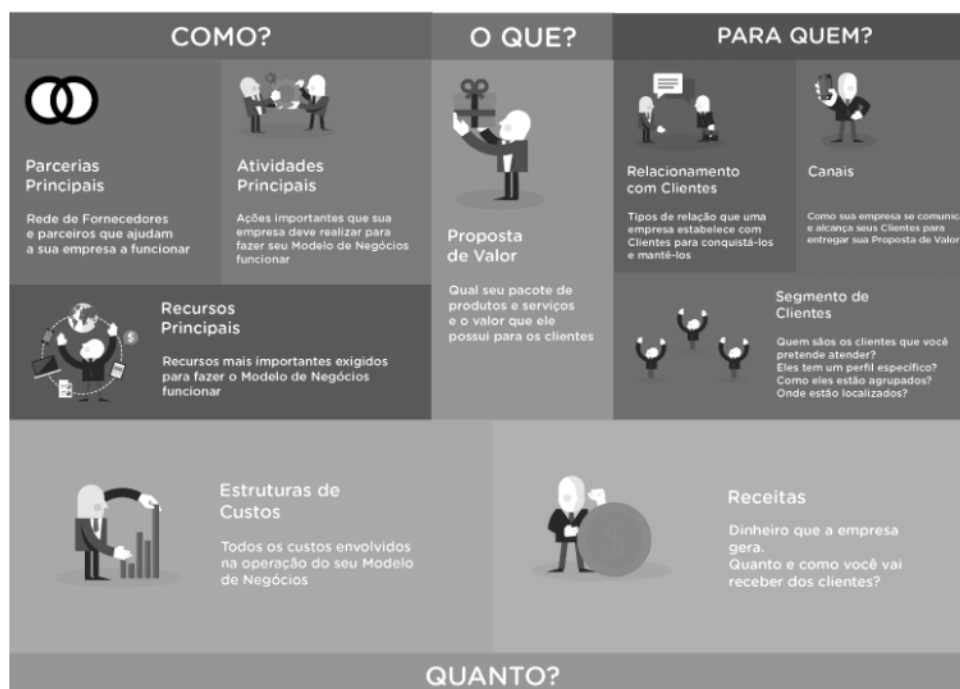 COMO?
O QUE?
PARA QUEM?
Parcerias
Principais
Rede de Fornecedores
e parceiros que ajudam
a sua empresa a funcionar
Atividades
Principais
Ações importantes que sua
empresa deve realizar para
fazer seu Modelo de Negócios
funcionar
Recursos
Principais
Recursos mais importantes exigidos
para fazer o Modelo de Negócios
funcionar
Proposta
de Valor
Qual seu pacote de
produtos e serviços
e o valor que ele
possui para os clientes
Relacionamento
com Clientes
Tipos de relação que uma
empresa estabelece com
Clientes para conquistá-los
e mantê-los
Canais
Como sua empresa se comunica
e alcança seus Clientes para
entregar sua Proposta de Valor
Segmento de
Clientes
Quem sãos os clientes que você
pretende atender?
Eles tem um perfil específico?
Como eles estão agrupados?
Onde estão localizados?
Estruturas de
Custos
Todos os custos envolvidos
na operação do seu Modelo
de Negócios
$
Receitas
Dinheiro que a empresa
gera.
Quanto e como você vai
receber dos clientes?
QUANTO?